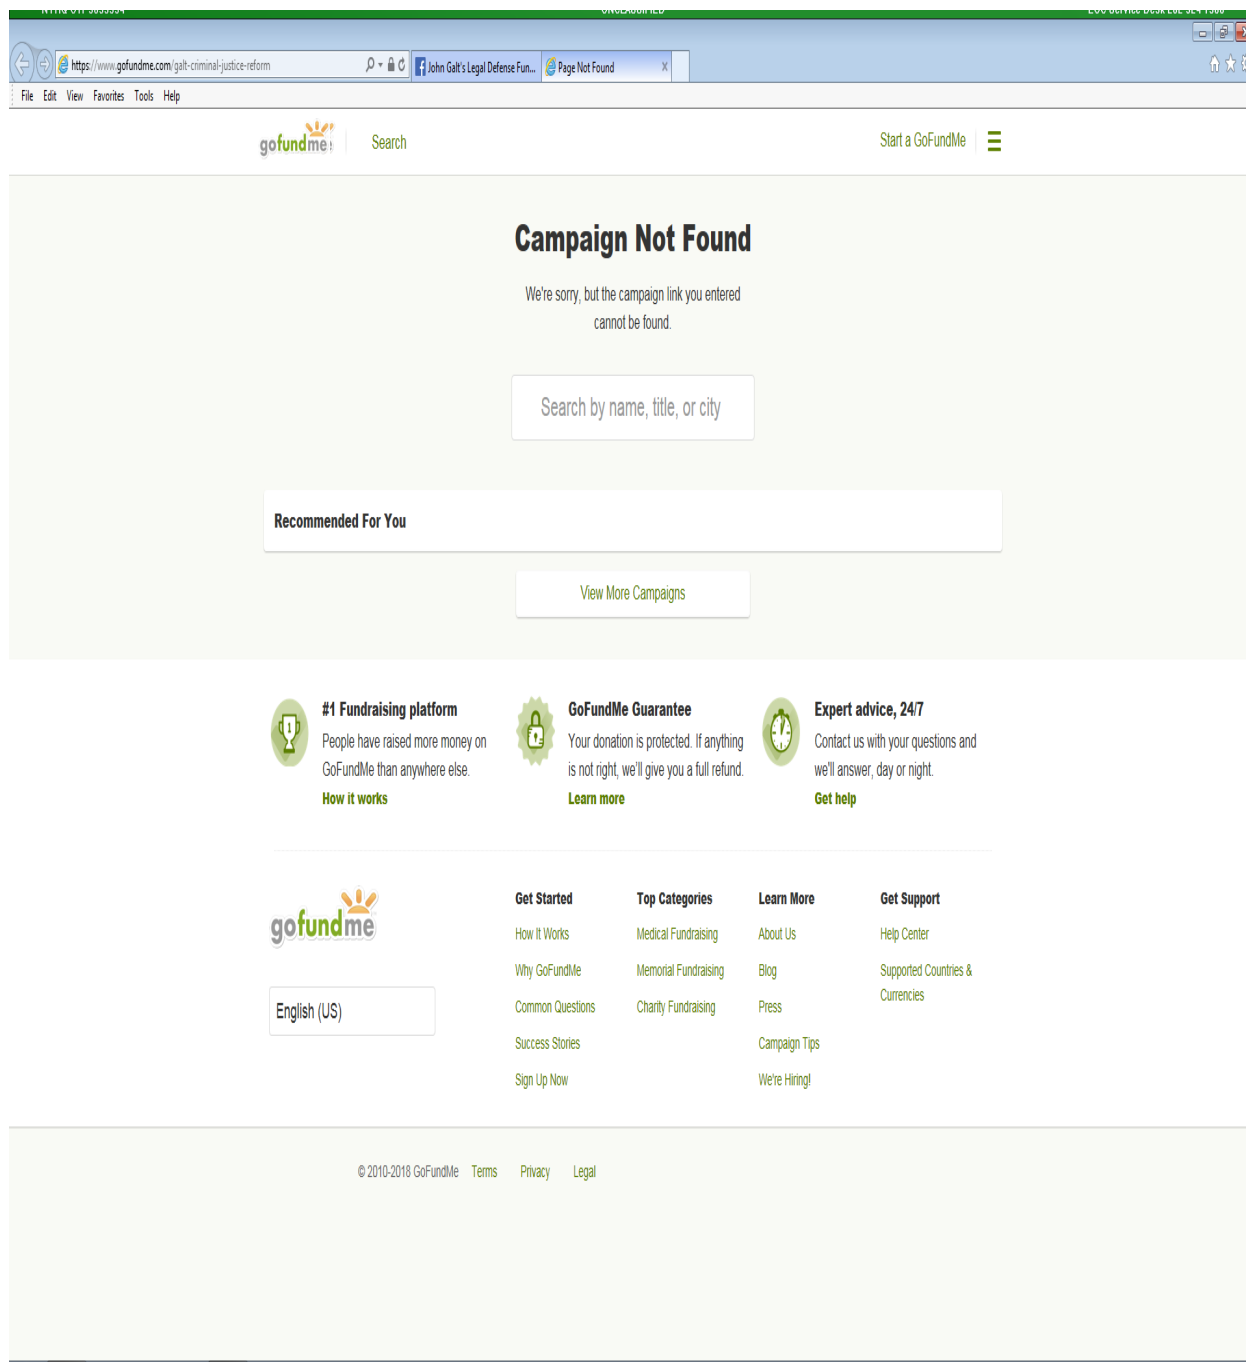 UNCLASSIFIED
https://www.gofundme.com/galt-criminal-justice-reform
John Galt's Legal Defense Fun...
Page Not Found
File Edit View Favorites Tools Help
gofundme
Search
Start a GoFundMe
Campaign Not Found
We're sorry, but the campaign link you entered
cannot be found.
Search by name, title, or city
Recommended For You
View More Campaigns
#1 Fundraising platform
People have raised more money on
GoFundMe than anywhere else.
How it works
GoFundMe Guarantee
Your donation is protected. If anything
is not right, we'll give you a full refund.
Learn more
Expert advice, 24/7
Contact us with your questions and
we'll answer, day or night.
Get help
gofundme
English (US)
Get Started
How It Works
Why GoFundMe
Common Questions
Success Stories
Sign Up Now
Top Categories
Medical Fundraising
Memorial Fundraising
Charity Fundraising
Learn More
About Us
Blog
Press
Campaign Tips
We're Hiring!
Get Support
Help Center
Supported Countries &
Currencies
© 2010-2018 GoFundMe Terms Privacy Legal